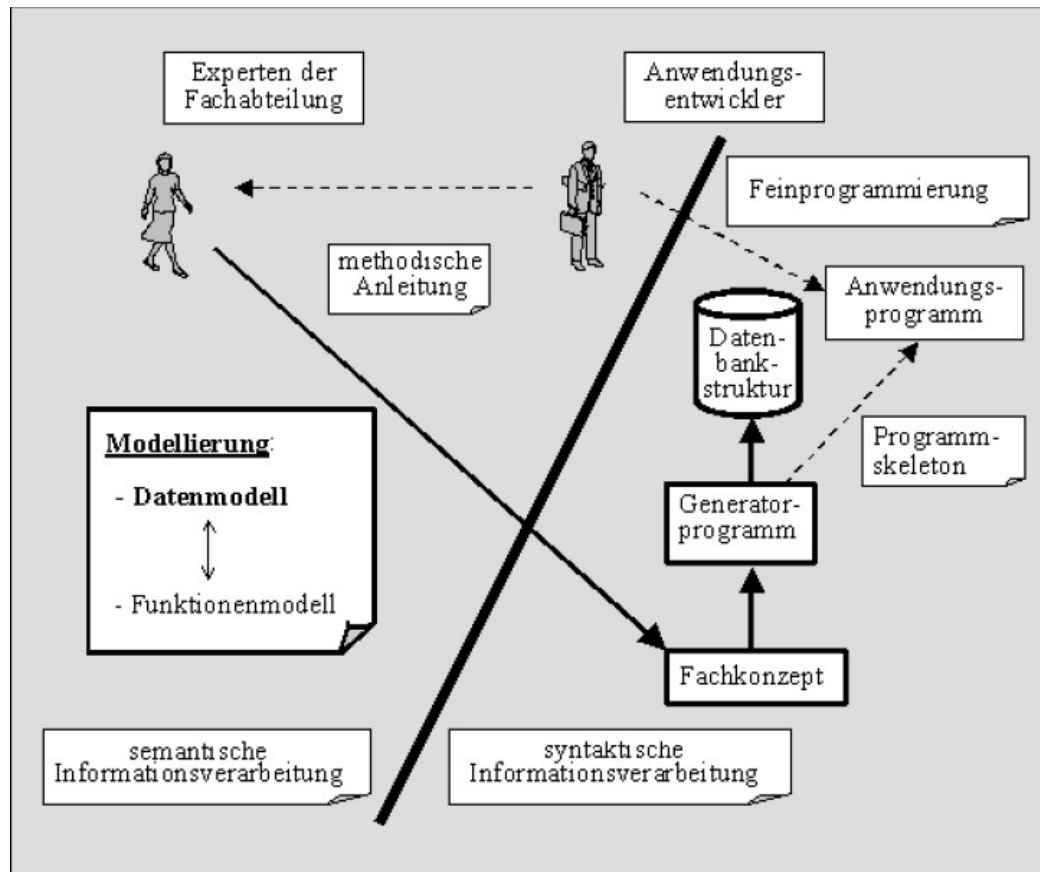 Experten der
Fachabteilung
Anwendungs-
entwickler
Feinprogrammierung
methodische
Anleitung
Anwendungs-
programm
Daten-
bank-
struktur
Modellierung:
- Datenmodell
- Funktionenmodell
Programm-
skeleton
Generator-
programm
Fachkonzept
semantische
Informationsverarbeitung
syntaktische
Informationsverarbeitung